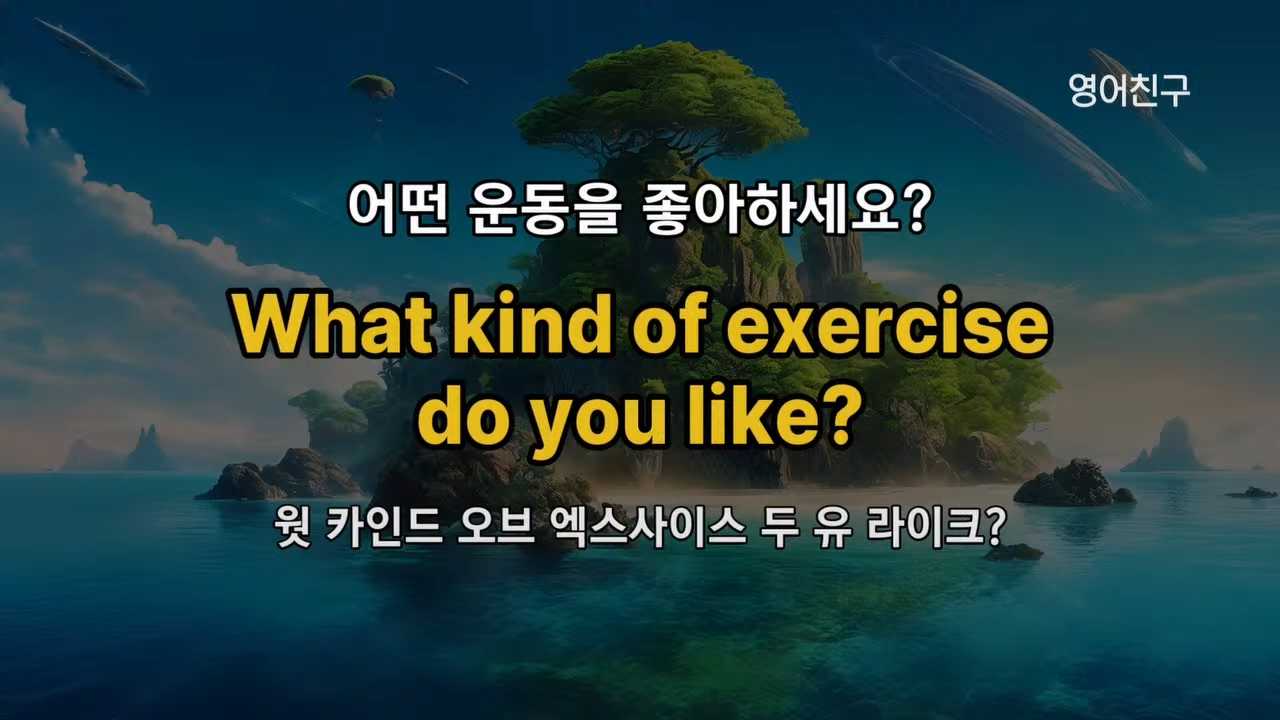 영어친구
어떤 운동을 좋아하세요?
What kind of exercise
do you like?
웟 카인드 오브 엑스사이스 두 유 라이크?